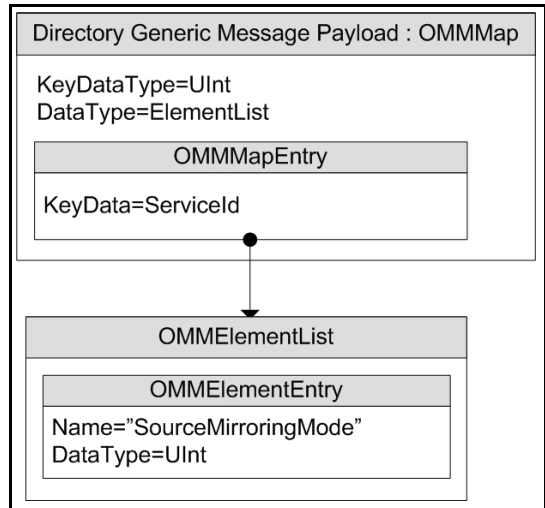 Directory Generic Message Payload : OMMMap
KeyDataType=UInt
DataType=ElementList
OMMMapEntry
KeyData=ServiceId
OMMElementList
OMMElementEntry
Name=”SourceMirroringMode”
DataType=UInt